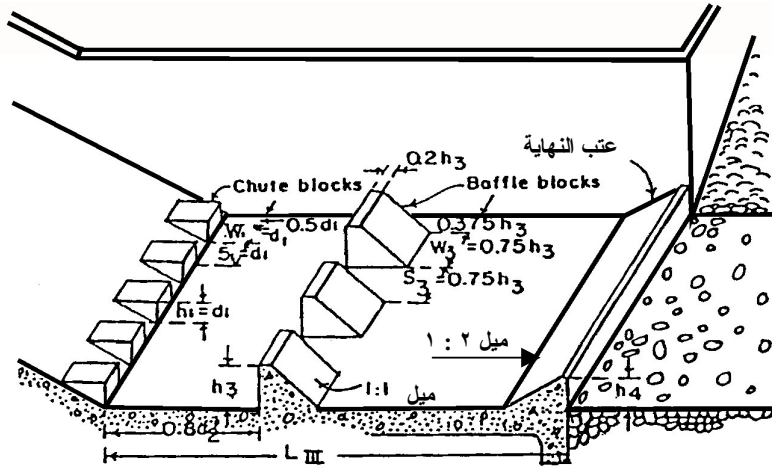 عتب النهاية
0.2h3
Chute blocks
Baffle blocks
0.5d1
0.375h3
W1=d1
W3=0.75h3
S1=d1
S3=0.75h3
h1=d1
ميل ٢ : ١
h3
1:1
ميل
h4
0.8d2
L III